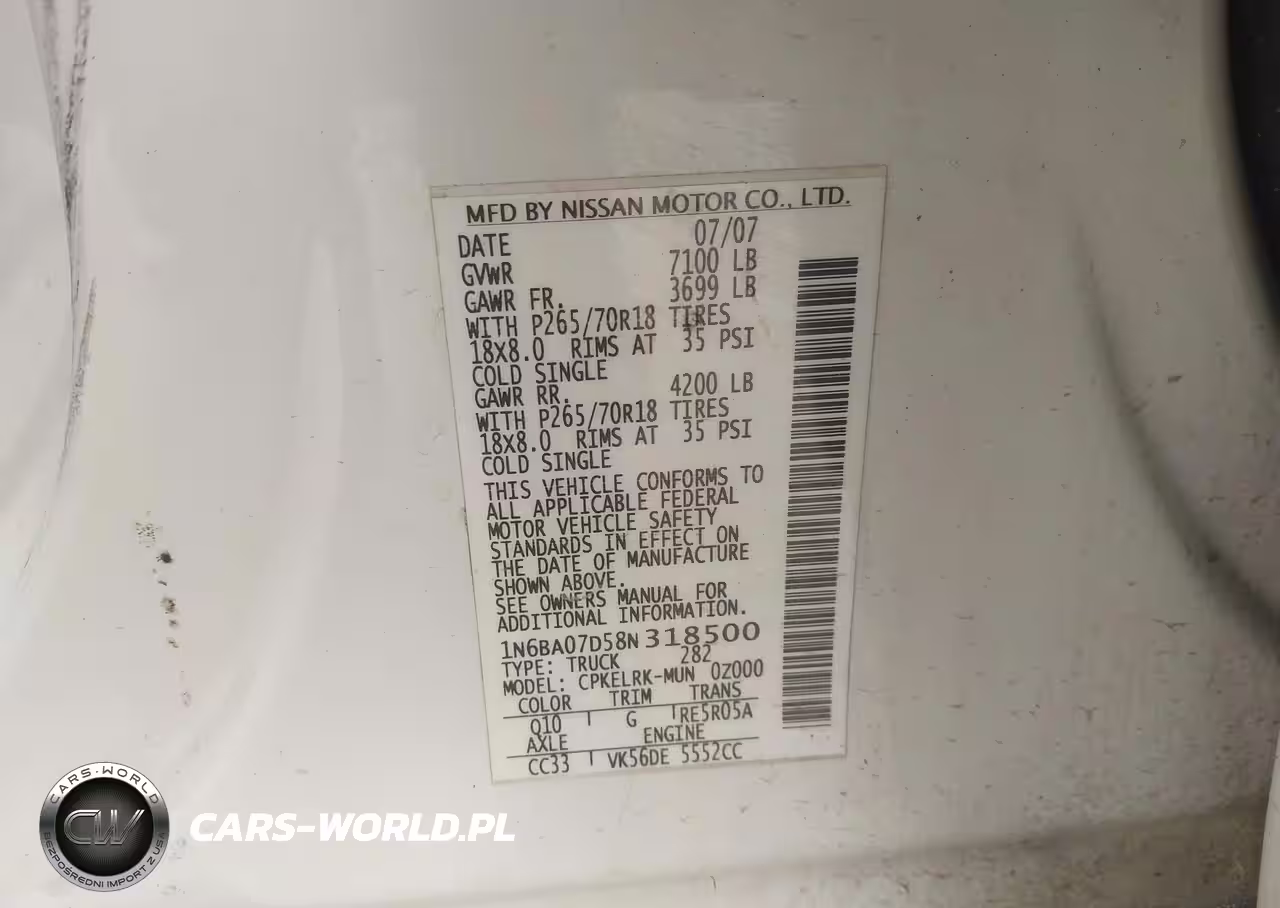 MFD BY NISSAN MOTOR CO., LTD.
DATE 07/07
GVWR 7100 LB
GAWR FR. 3699 LB
WITH P265/70R18 TIRES
18X8.0 RIMS AT 35 PSI
COLD SINGLE
GAWR RR. 4200 LB
WITH P265/70R18 TIRES
18X8.0 RIMS AT 35 PSI
COLD SINGLE
THIS VEHICLE CONFORMS TO
ALL APPLICABLE FEDERAL
MOTOR VEHICLE SAFETY
STANDARDS IN EFFECT ON
THE DATE OF MANUFACTURE
SHOWN ABOVE.
SEE OWNERS MANUAL FOR
ADDITIONAL INFORMATION.
1N6BA07D58N318500
TYPE: TRUCK 282
MODEL: CPKELRK-MUN 0Z000
COLOR TRIM TRANS
Q10 G RE5R05A
AXLE ENGINE
CC33 VK56DE 5552CC
CARS-WORLD
CW
BEZPOŚREDNI IMPORT Z USA
CARS-WORLD.PL